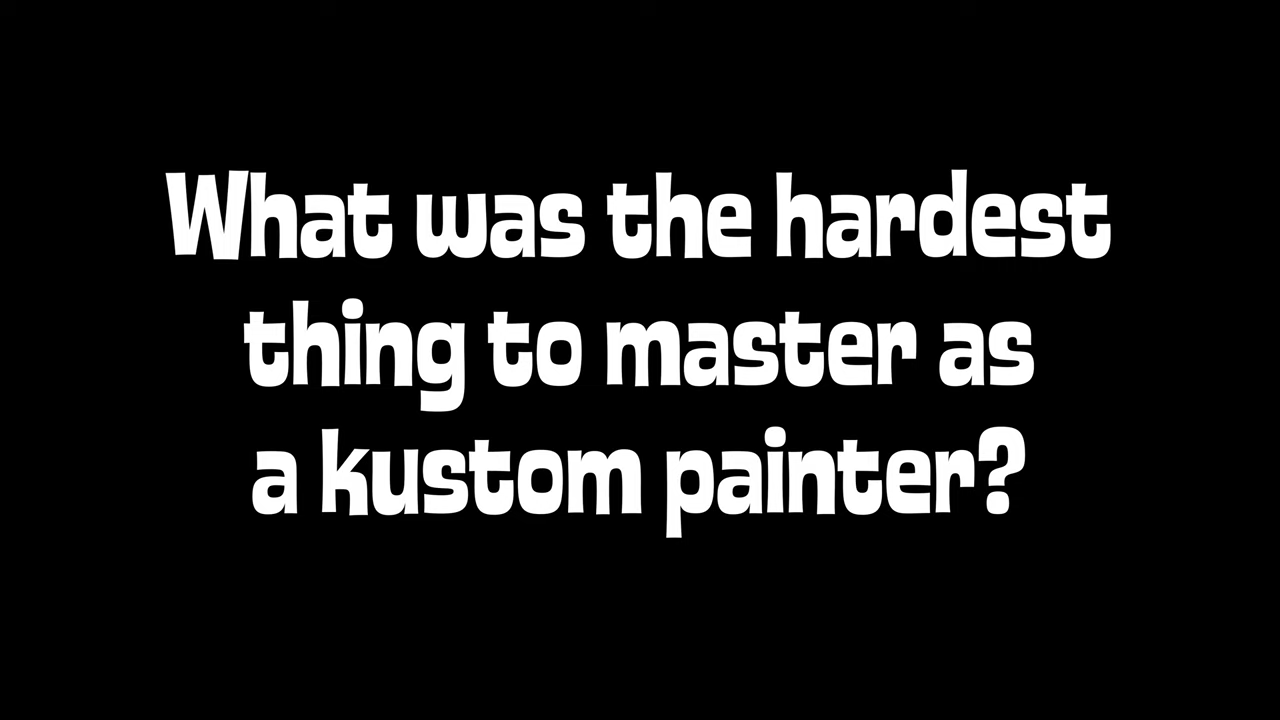 What was the hardest
thing to master as
a kustom painter?